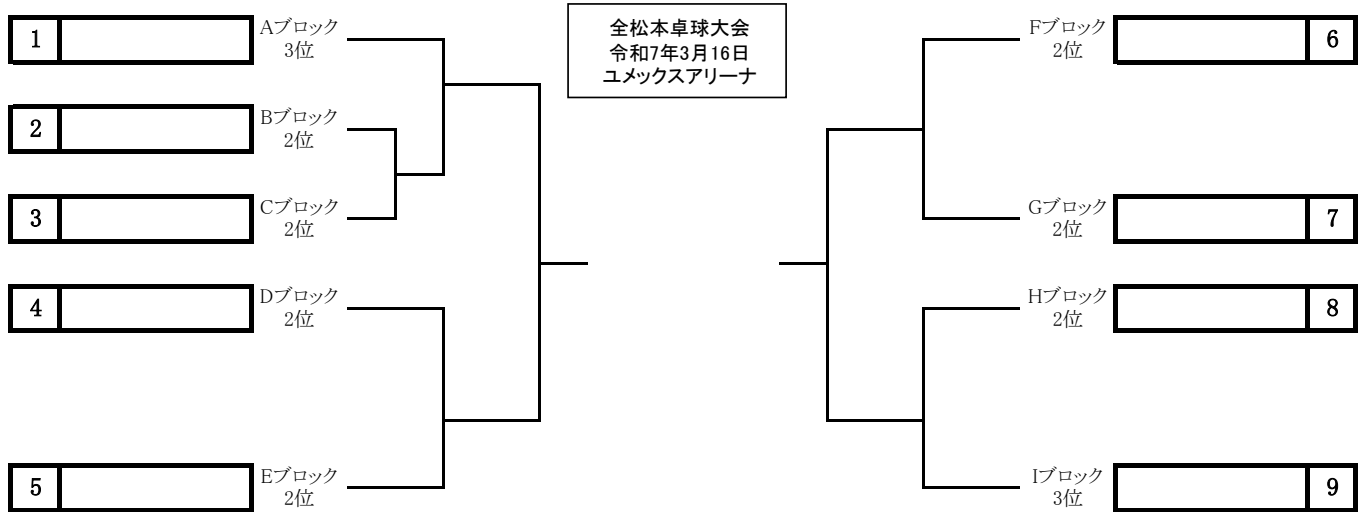 全松本卓球大会
令和7年3月16日
ユメックスアリーナ
1
Aブロック
3位
2
Bブロック
2位
3
Cブロック
2位
4
Dブロック
2位
5
Eブロック
2位
Fブロック
2位
6
Gブロック
2位
7
Hブロック
2位
8
Iブロック
3位
9